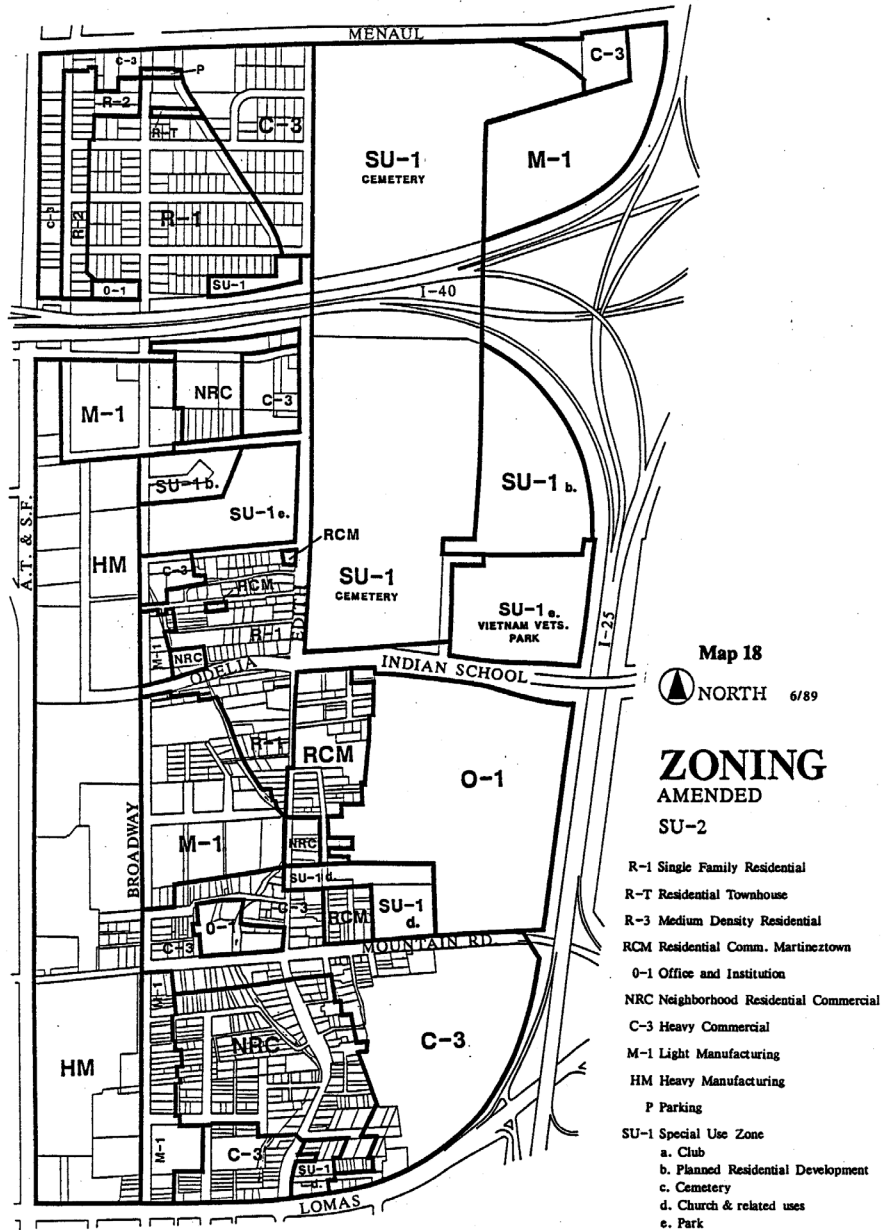 MENAUL
C-3
C-3
P
R-2
R-T
C-3
SU-1
CEMETERY
M-1
C-3
R-2
R-1
O-1
SU-1
I-40
NRC
C-3
M-1
SU-1 b.
SU-1 b.
SU-1 e.
A.T. & S.F.
HM
RCM
C-3
RCM
SU-1
CEMETERY
SU-1 e.
VIETNAM VETS.
PARK
EDITH
R-1
M-1
NRC
ODELIA
INDIAN SCHOOL
I-25
Map 18
NORTH 6/89
R-1
RCM
O-1
ZONING
AMENDED
SU-2
BROADWAY
M-1
NRC
SU-1 d.
R-1 Single Family Residential
R-T Residential Townhouse
C-3
RCM
SU-1
d.
O-1
C-3
MOUNTAIN RD.
R-3 Medium Density Residential
RCM Residential Comm. Martineztown
O-1 Office and Institution
NRC Neighborhood Residential Commercial
M-1
NRC
C-3
HM
C-3 Heavy Commercial
M-1 Light Manufacturing
HM Heavy Manufacturing
P Parking
M-1
C-3
SU-1
d.
LOMAS
SU-1 Special Use Zone
a. Club
b. Planned Residential Development
c. Cemetery
d. Church & related uses
e. Park